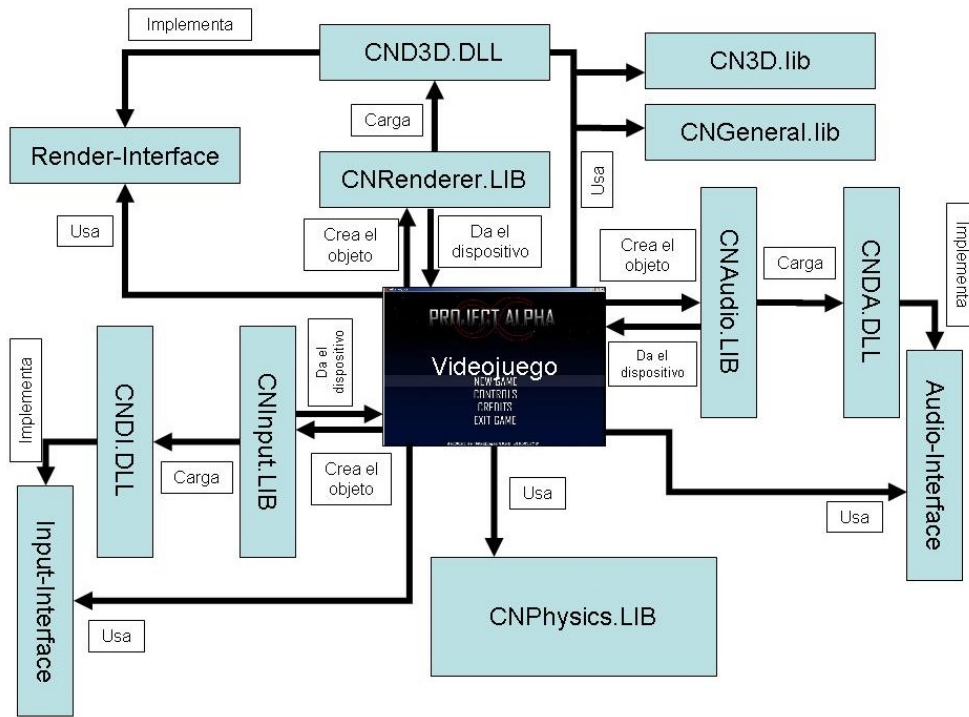 Implementa
CND3D.DLL
CN3D.lib
Carga
CNGeneral.lib
Render-Interface
CNRenderer.LIB
Usa
Usa
Crea el
objeto
Da el
dispositivo
Crea el
objeto
CNAudio.LIB
Carga
CNDA.DLL
Implementa
PROJECT ALPHA
Videojuego
NEW GAME
CONTROLS
CREDITS
EXIT GAME
Da el
dispositivo
Audio-Interface
Usa
Implementa
CNDI.DLL
Carga
CNInput.LIB
Da el
dispositivo
Crea el
objeto
Input-Interface
Usa
Usa
CNPhysics.LIB